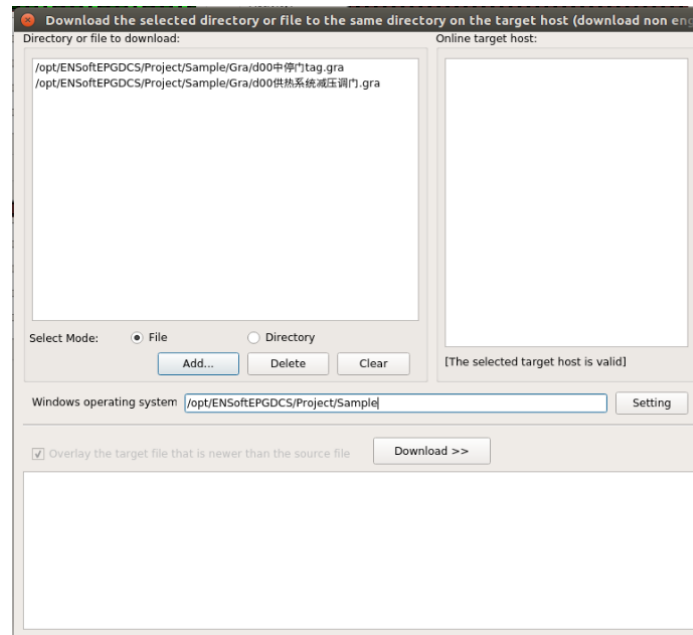 Download the selected directory or file to the same directory on the target host (download non eng
Directory or file to download:
Online target host:
/opt/ENSoftEPGDCS/Project/Sample/Gra/d00中停门tag.gra
/opt/ENSoftEPGDCS/Project/Sample/Gra/d00供热系统减压调门.gra
Select Mode:
File
Directory
Add...
Delete
Clear
[The selected target host is valid]
Windows operating system
/opt/ENSoftEPGDCS/Project/Sample
Setting
Overlay the target file that is newer than the source file
Download >>